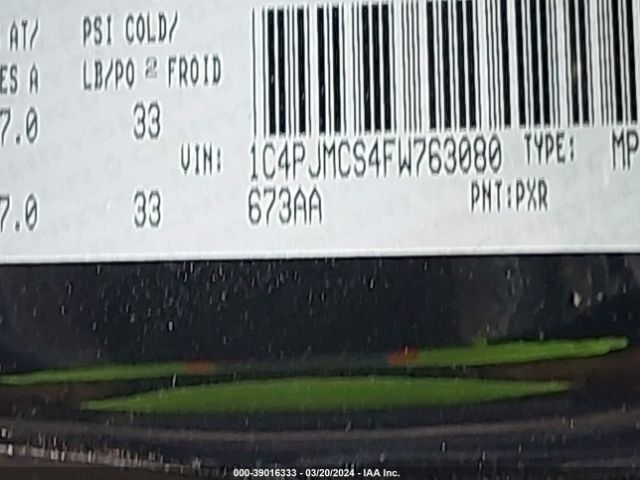 AT/ PSI COLD/
ES A LB/PO 2 FROID
7.0 33
VIN: 1C4PJMCS4FW763080 TYPE: MP
7.0 33 673AA PNT:PXR
000-39016333 - 03/20/2024 - IAA Inc.